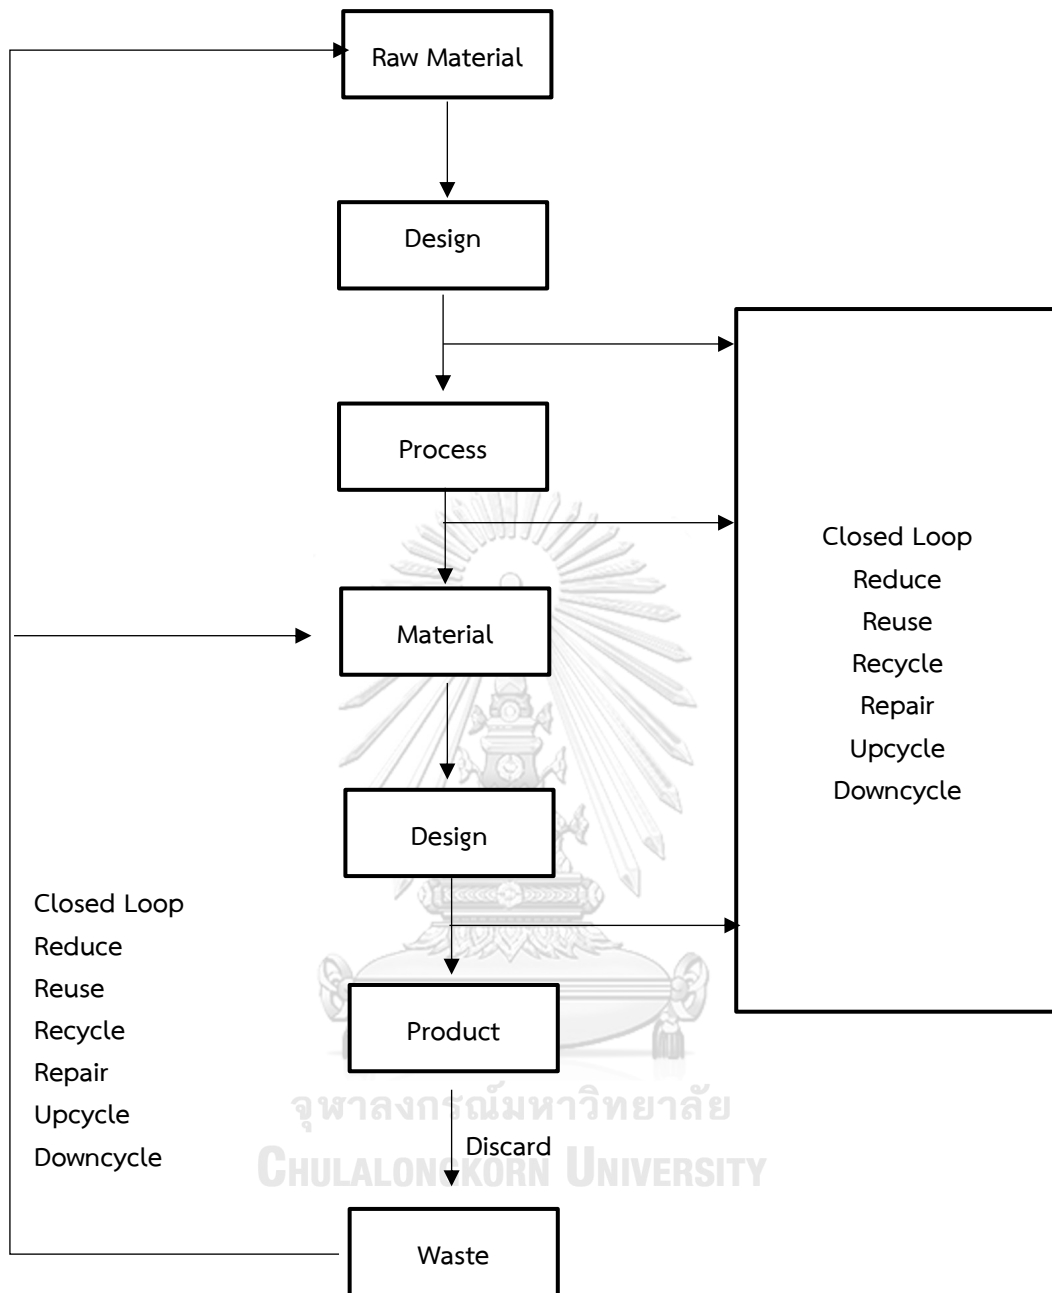 Raw Material
Design
Process
Closed Loop
Reduce
Reuse
Recycle
Repair
Upcycle
Downcycle
Material
Design
Closed Loop
Reduce
Reuse
Recycle
Repair
Upcycle
Downcycle
Product
จุฬาลงกรณ์มหาวิทยาลัย
CHULALONGKORN UNIVERSITY
Discard
Waste